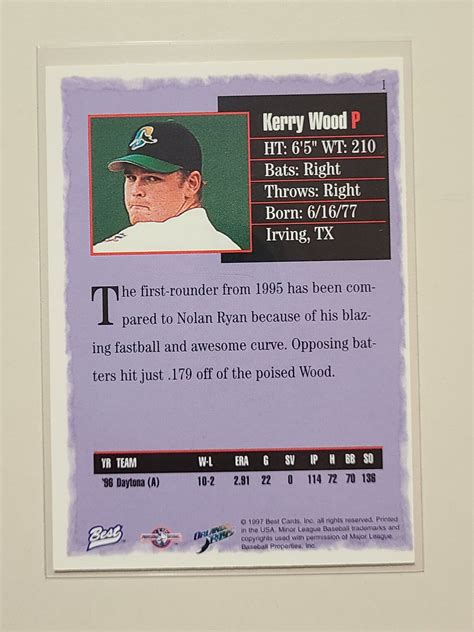 1
Kerry Wood P
HT: 6'5" WT: 210
Bats: Right
Throws: Right
Born: 6/16/77
Irving, TX
The first-rounder from 1995 has been com-
pared to Nolan Ryan because of his blaz-
ing fastball and awesome curve. Opposing bat-
ters hit just .179 off of the poised Wood.
YR TEAM W-L ERA G SV IP H BB SO
'96 Daytona (A) 10-2 2.91 22 0 114 72 70 136
Best
ORLANDO
RAYS
© 1997 Best Cards, Inc. all rights reserved. Printed
in the USA. Minor League Baseball trademarks and
copyrights used with permission of Major League
Baseball Properties, Inc.